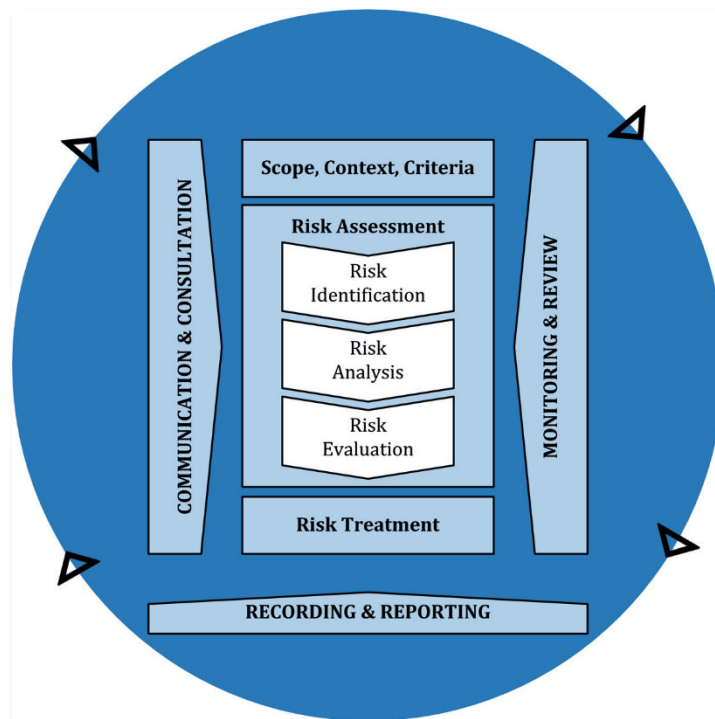 Scope, Context, Criteria
COMMUNICATION & CONSULTATION
Risk Assessment
Risk
Identification
Risk
Analysis
Risk
Evaluation
MONITORING & REVIEW
Risk Treatment
RECORDING & REPORTING